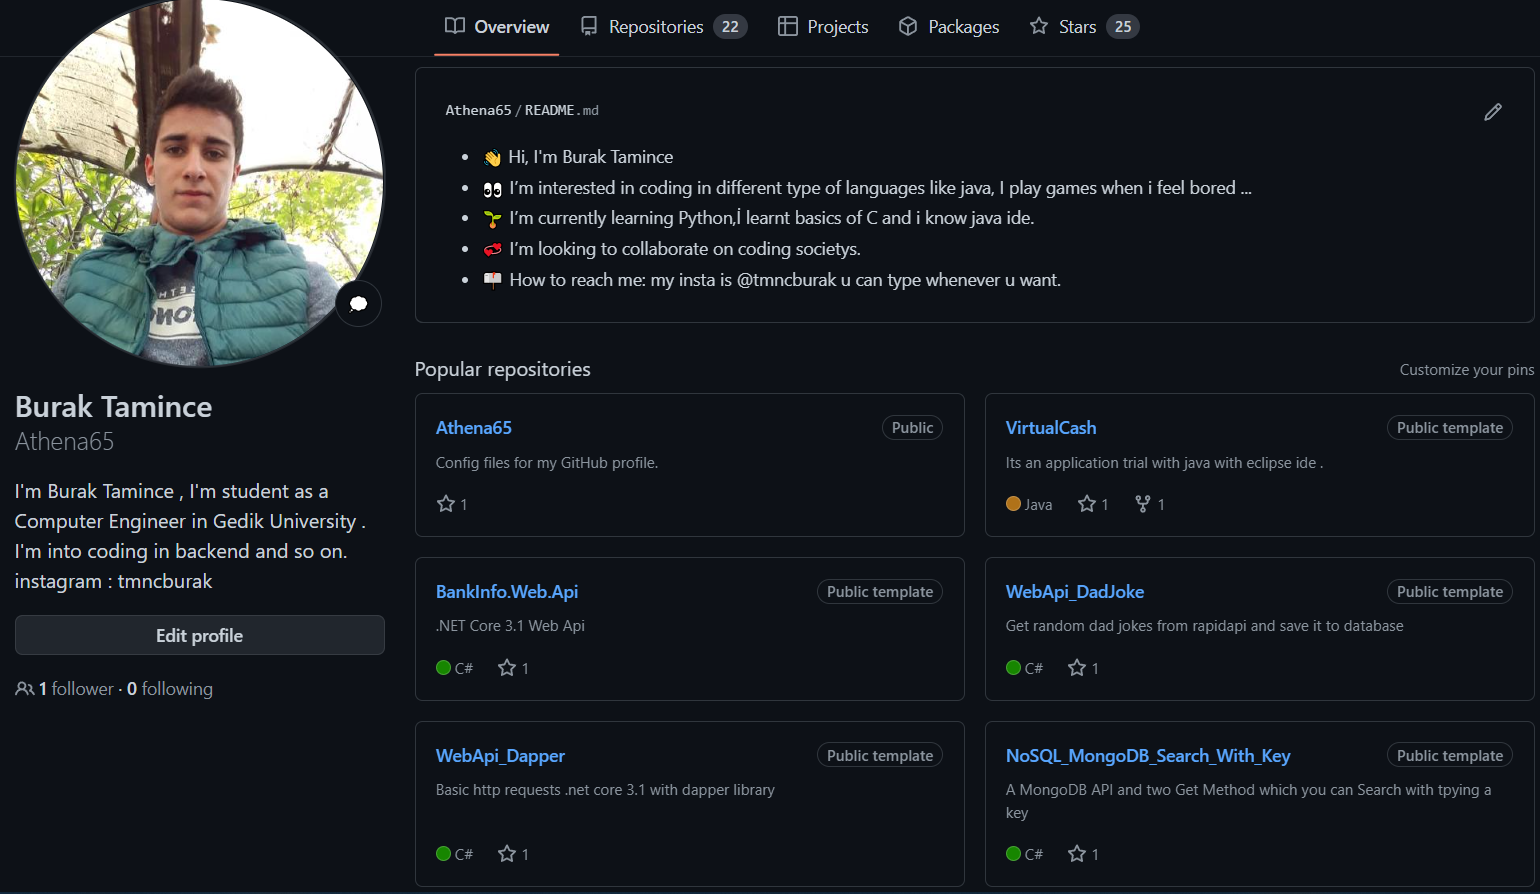 Overview
Repositories 22
Projects
Packages
Stars 25
Athena65/README.md
Hi, I'm Burak Tamince
I’m interested in coding in different type of languages like java, I play games when i feel bored ...
I’m currently learning Python,İ learnt basics of C and i know java ide.
I’m looking to collaborate on coding societys.
How to reach me: my insta is @tmncburak u can type whenever u want.
Burak Tamince
Athena65
I'm Burak Tamince , I'm student as a
Computer Engineer in Gedik University .
I'm into coding in backend and so on.
instagram : tmncburak
Edit profile
1 follower · 0 following
Popular repositories
Customize your pins
Athena65
Public
Config files for my GitHub profile.
1
VirtualCash
Public template
Its an application trial with java with eclipse ide .
Java 1 1
BankInfo.Web.Api
Public template
.NET Core 3.1 Web Api
C# 1
WebApi_DadJoke
Public template
Get random dad jokes from rapidapi and save it to database
C# 1
WebApi_Dapper
Public template
Basic http requests .net core 3.1 with dapper library
C# 1
NoSQL_MongoDB_Search_With_Key
Public template
A MongoDB API and two Get Method which you can Search with tpying a
key
C# 1